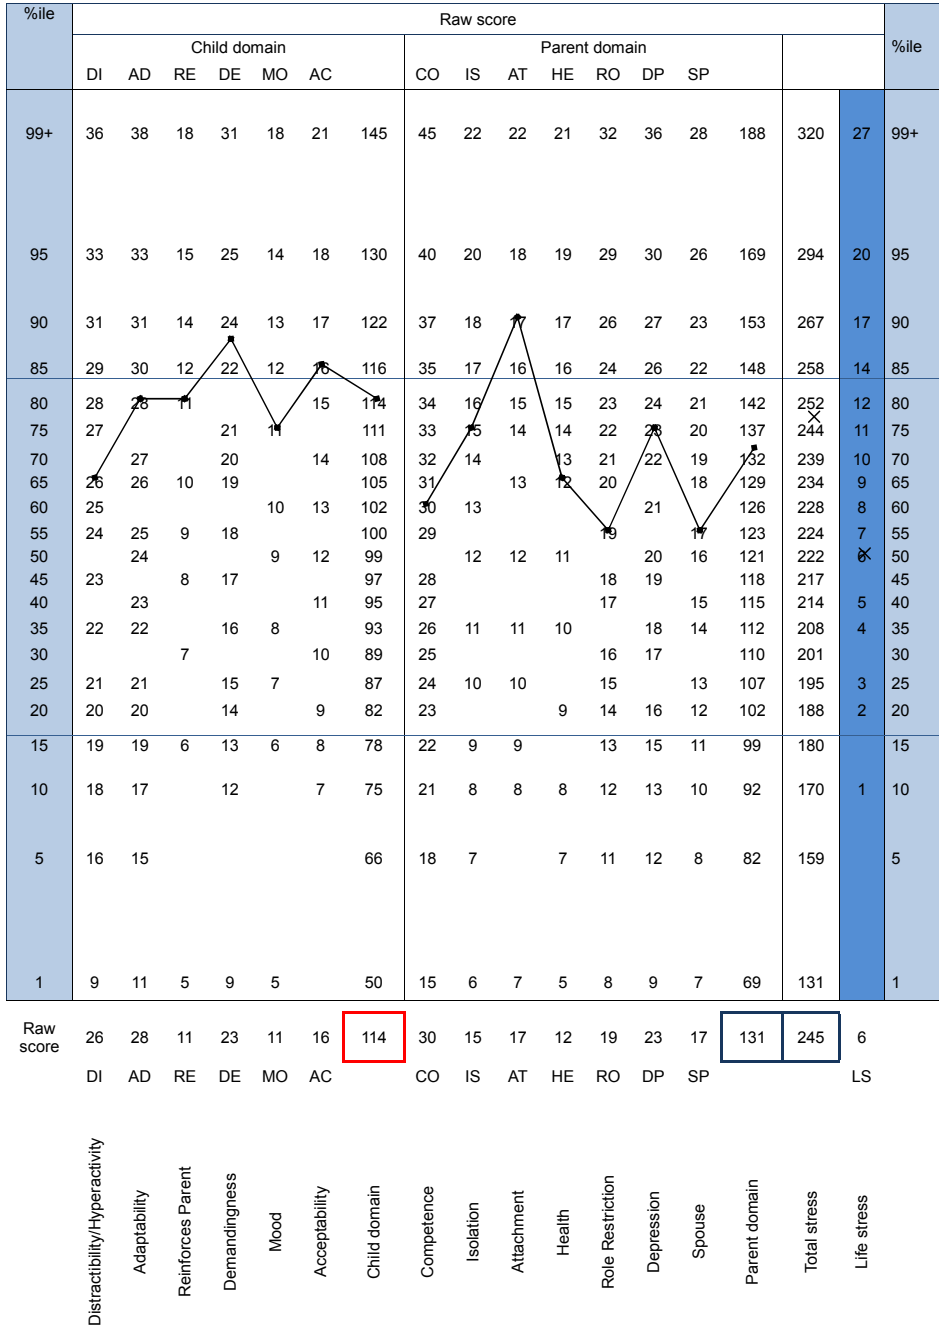 %ile Raw score %ile
Child domain Parent domain
DI AD RE DE MO AC CO IS AT HE RO DP SP
99+ 36 38 18 31 18 21 145 45 22 22 21 32 36 28 188 320 27 99+
95 33 33 15 25 14 18 130 40 20 18 19 29 30 26 169 294 20 95
90 31 31 14 24 13 17 122 37 18 17 17 26 27 23 153 267 17 90
85 29 30 12 22 12 16 116 35 17 16 16 24 26 22 148 258 14 85
80 28 28 11 15 114 34 16 15 15 23 24 21 142 252 12 80
75 27 21 11 111 33 15 14 14 22 23 20 137 244 11 75
70 27 20 14 108 32 14 13 21 22 19 132 239 10 70
65 26 26 10 19 105 31 13 12 20 18 129 234 9 65
60 25 10 13 102 30 13 21 126 228 8 60
55 24 25 9 18 100 29 19 17 123 224 7 55
50 24 9 12 99 12 12 11 20 16 121 222 6 50
45 23 8 17 97 28 18 19 118 217 45
40 23 11 95 27 17 15 115 214 5 40
35 22 22 16 8 93 26 11 11 10 18 14 112 208 4 35
30 7 10 89 25 16 17 110 201 30
25 21 21 15 7 87 24 10 10 15 13 107 195 3 25
20 20 20 14 9 82 23 9 14 16 12 102 188 2 20
15 19 19 6 13 6 8 78 22 9 9 13 15 11 99 180 15
10 18 17 12 7 75 21 8 8 8 12 13 10 92 170 1 10
5 16 15 66 18 7 7 11 12 8 82 159 5
1 9 11 5 9 5 50 15 6 7 5 8 9 7 69 131 1
Raw score 26 28 11 23 11 16 114 30 15 17 12 19 23 17 131 245 6
DI AD RE DE MO AC CO IS AT HE RO DP SP LS
Distractibility/Hyperactivity
Adaptability
Reinforces Parent
Demandingness
Mood
Acceptability
Child domain
Competence
Isolation
Attachment
Health
Role Restriction
Depression
Spouse
Parent domain
Total stress
Life stress